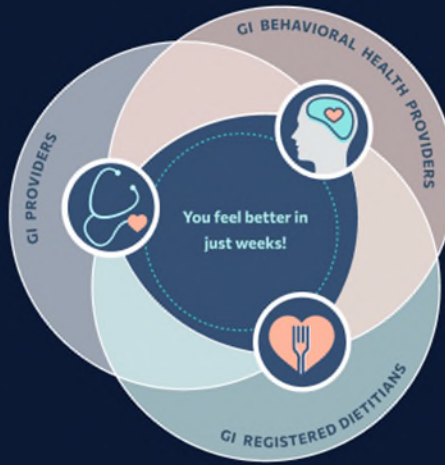 GI BEHAVIORAL HEALTH PROVIDERS
GI PROVIDERS
You feel better in
just weeks!
GI REGISTERED DIETITIANS